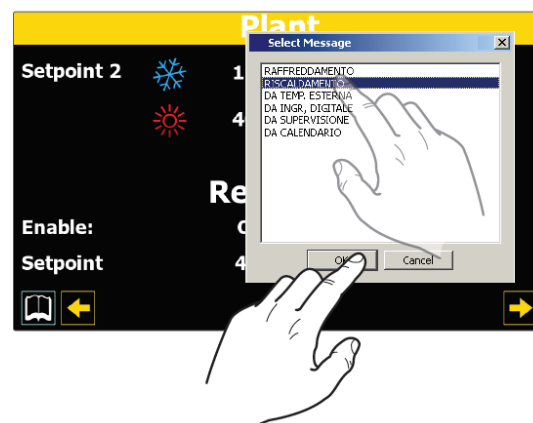 Plant
Select Message
Setpoint 2
1
4
RAFFREDDAMENTO
RISCALDAMENTO
DA TEMP. ESTERNA
DA INGR, DIGITALE
DA SUPERVISIONE
DA CALENDARIO
Re
Enable:
Setpoint
4
OK
Cancel